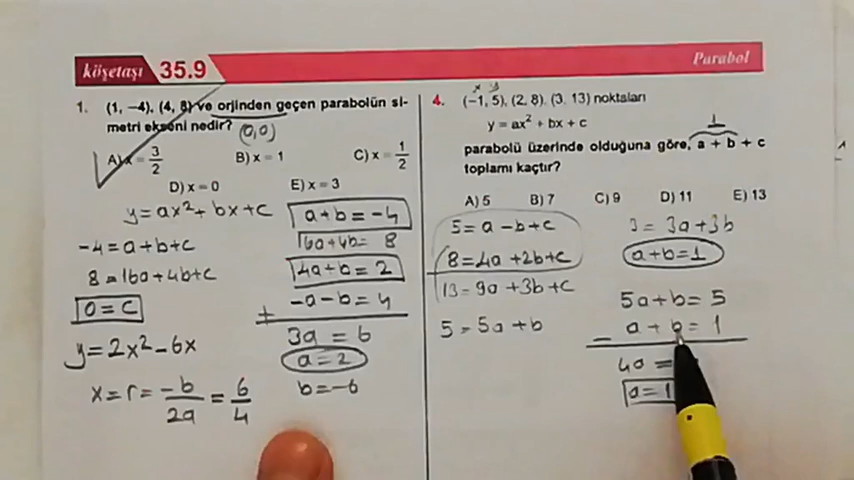 köşetaşı 35.9
Parabol
1. (1, –4), (4, 8) ve orjinden geçen parabolün si-
metri ekseni nedir?
(0,0)
A) x = 3/2 B) x = 1 C) x = 1/2
D) x = 0 E) x = 3
y = ax² + bx + c
-4 = a+b+c
8 = 16a+4b+c
0 = c
y = 2x² - 6x
x = r = -b/2a = 6/4
a+b = -4
16a+4b = 8
4a+b = 2
-a-b = 4
+
3a = 6
a = 2
b = -6
4. (–1, 5), (2, 8), (3, 13) noktaları
x y
y = ax² + bx + c
1
parabolü üzerinde olduğuna göre, a + b + c
toplamı kaçtır?
A) 5 B) 7 C) 9 D) 11 E) 13
5 = a - b + c
8 = 4a + 2b + c
13 = 9a + 3b + c
5 = 5a + b
3 = 3a + 3b
a+b = 1
5a+b = 5
- a + b = 1
4a =
a = 1